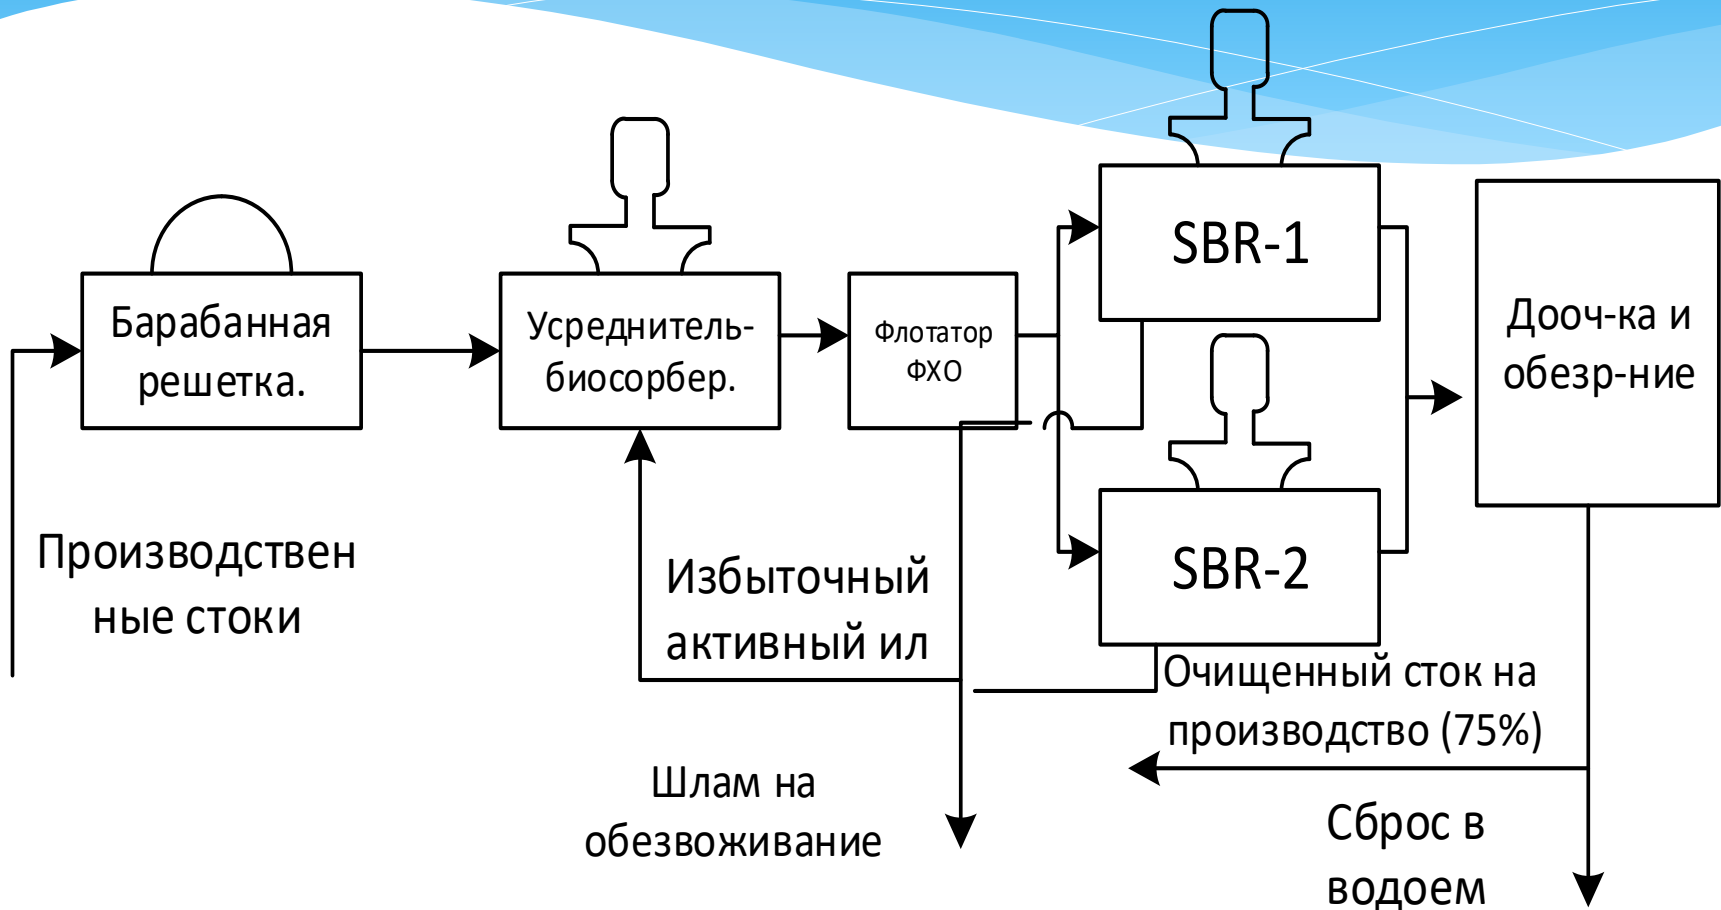 Барабанная
решетка.
Усреднитель-
биосорбер.
Флотатор
ФХО
SBR-1
SBR-2
Дооч-ка и
обезр-ние
Производствен
ные стоки
Избыточный
активный ил
Очищенный сток на
производство (75%)
Шлам на
обезвоживание
Сброс в
водоем